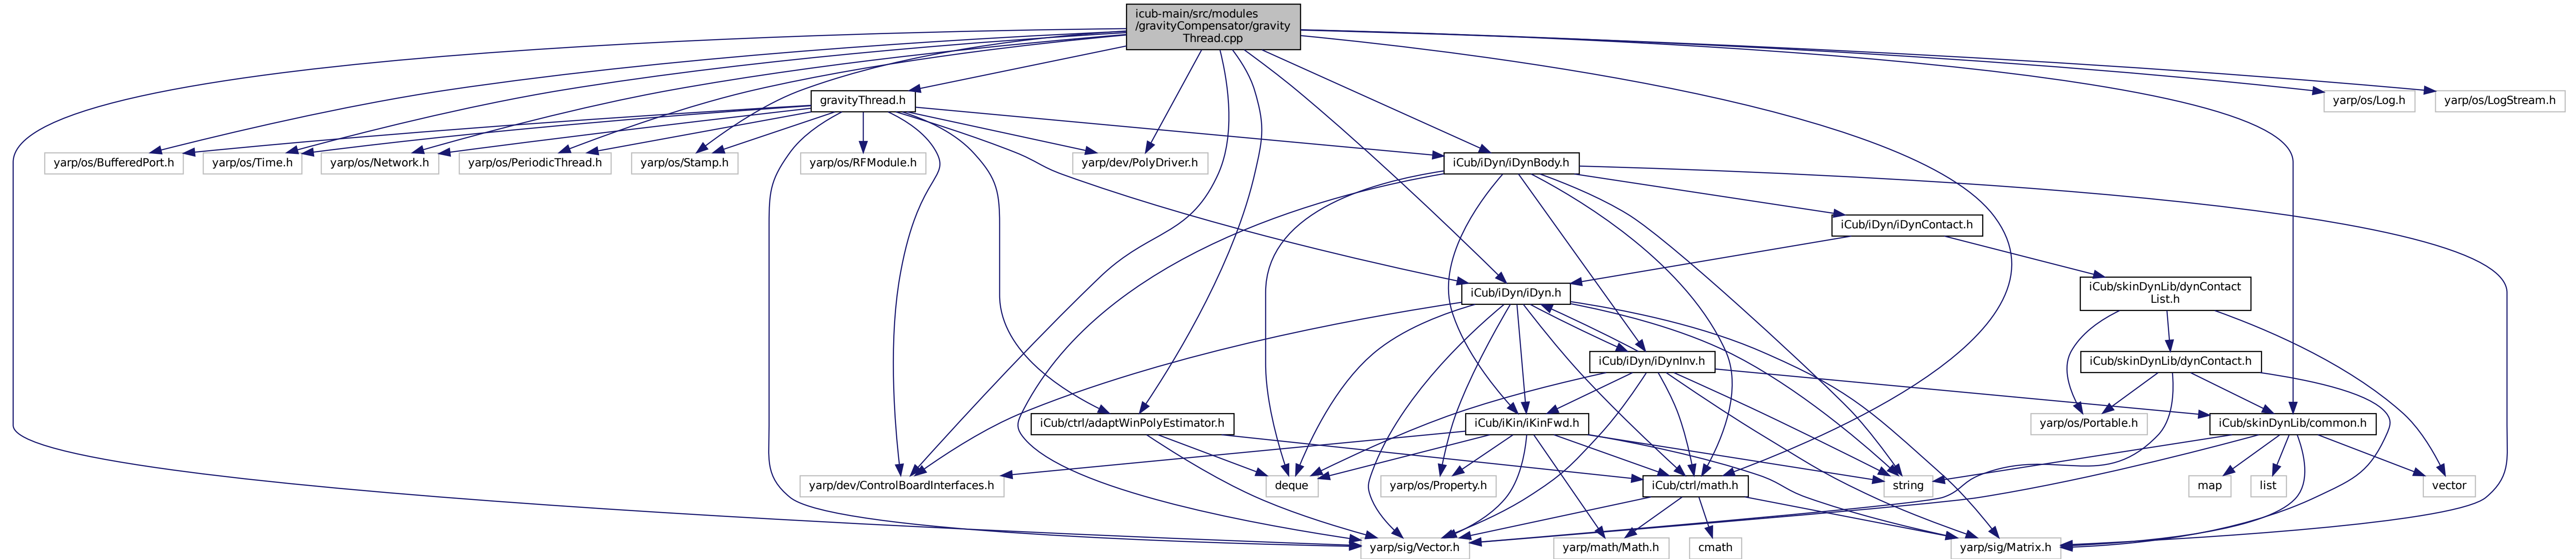 icub-main/src/modules
/gravityCompensator/gravity
Thread.cpp
gravityThread.h
yarp/os/Log.h
yarp/os/LogStream.h
yarp/os/BufferedPort.h
yarp/os/Time.h
yarp/os/Network.h
yarp/os/PeriodicThread.h
yarp/os/Stamp.h
yarp/os/RFModule.h
yarp/dev/PolyDriver.h
iCub/iDyn/iDynBody.h
iCub/iDyn/iDynContact.h
iCub/iDyn/iDyn.h
iCub/skinDynLib/dynContact
List.h
iCub/iDyn/iDynInv.h
iCub/skinDynLib/dynContact.h
iCub/ctrl/adaptWinPolyEstimator.h
iCub/iKin/iKinFwd.h
yarp/os/Portable.h
iCub/skinDynLib/common.h
yarp/dev/ControlBoardInterfaces.h
deque
yarp/os/Property.h
iCub/ctrl/math.h
string
map
list
vector
yarp/sig/Vector.h
yarp/math/Math.h
cmath
yarp/sig/Matrix.h